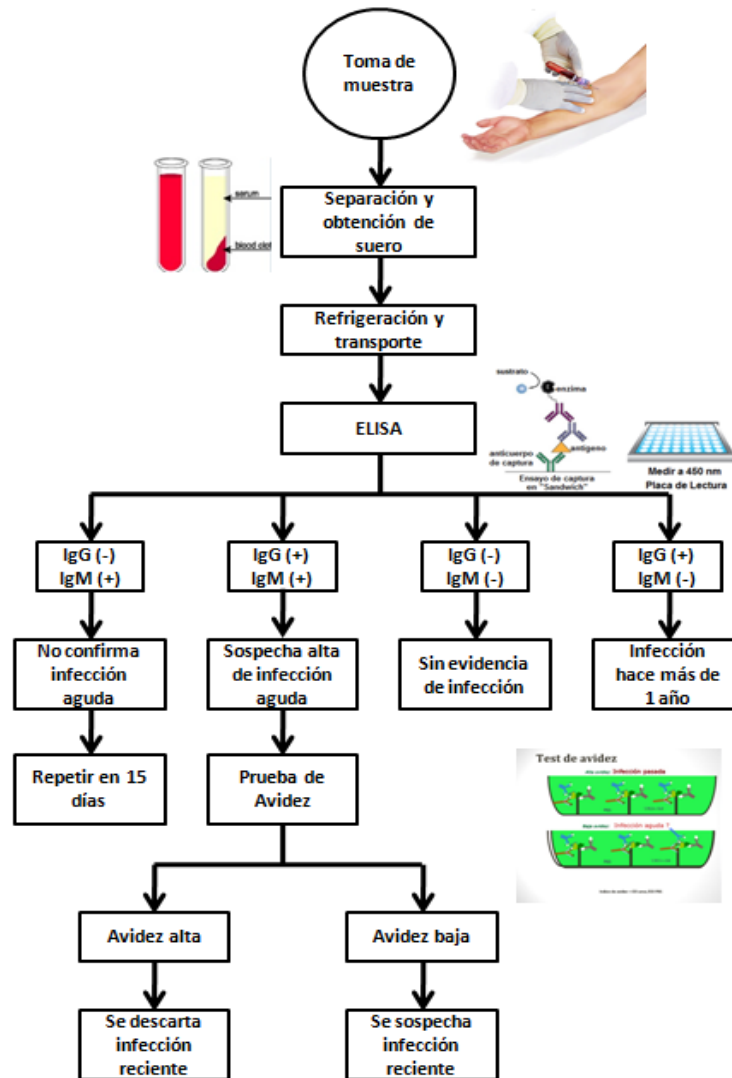 Toma de
muestra
serum
blood clot
Separación y
obtención de
suero
Refrigeración y
transporte
ELISA
sustrato
enzima
antígeno
anticuerpo
de captura
Ensayo de captura
en "Sandwich"
Medir a 450 nm
Placa de Lectura
IgG (-)
IgM (+)
IgG (+)
IgM (+)
IgG (-)
IgM (-)
IgG (+)
IgM (-)
No confirma
infección
aguda
Sospecha alta
de infección
aguda
Sin evidencia
de infección
Infección
hace más de
1 año
Repetir en 15
días
Prueba de
Avidez
Test de avidez
Infección pasada
Infección aguda ?
Avidez alta
Avidez baja
Se descarta
infección
reciente
Se sospecha
infección
reciente